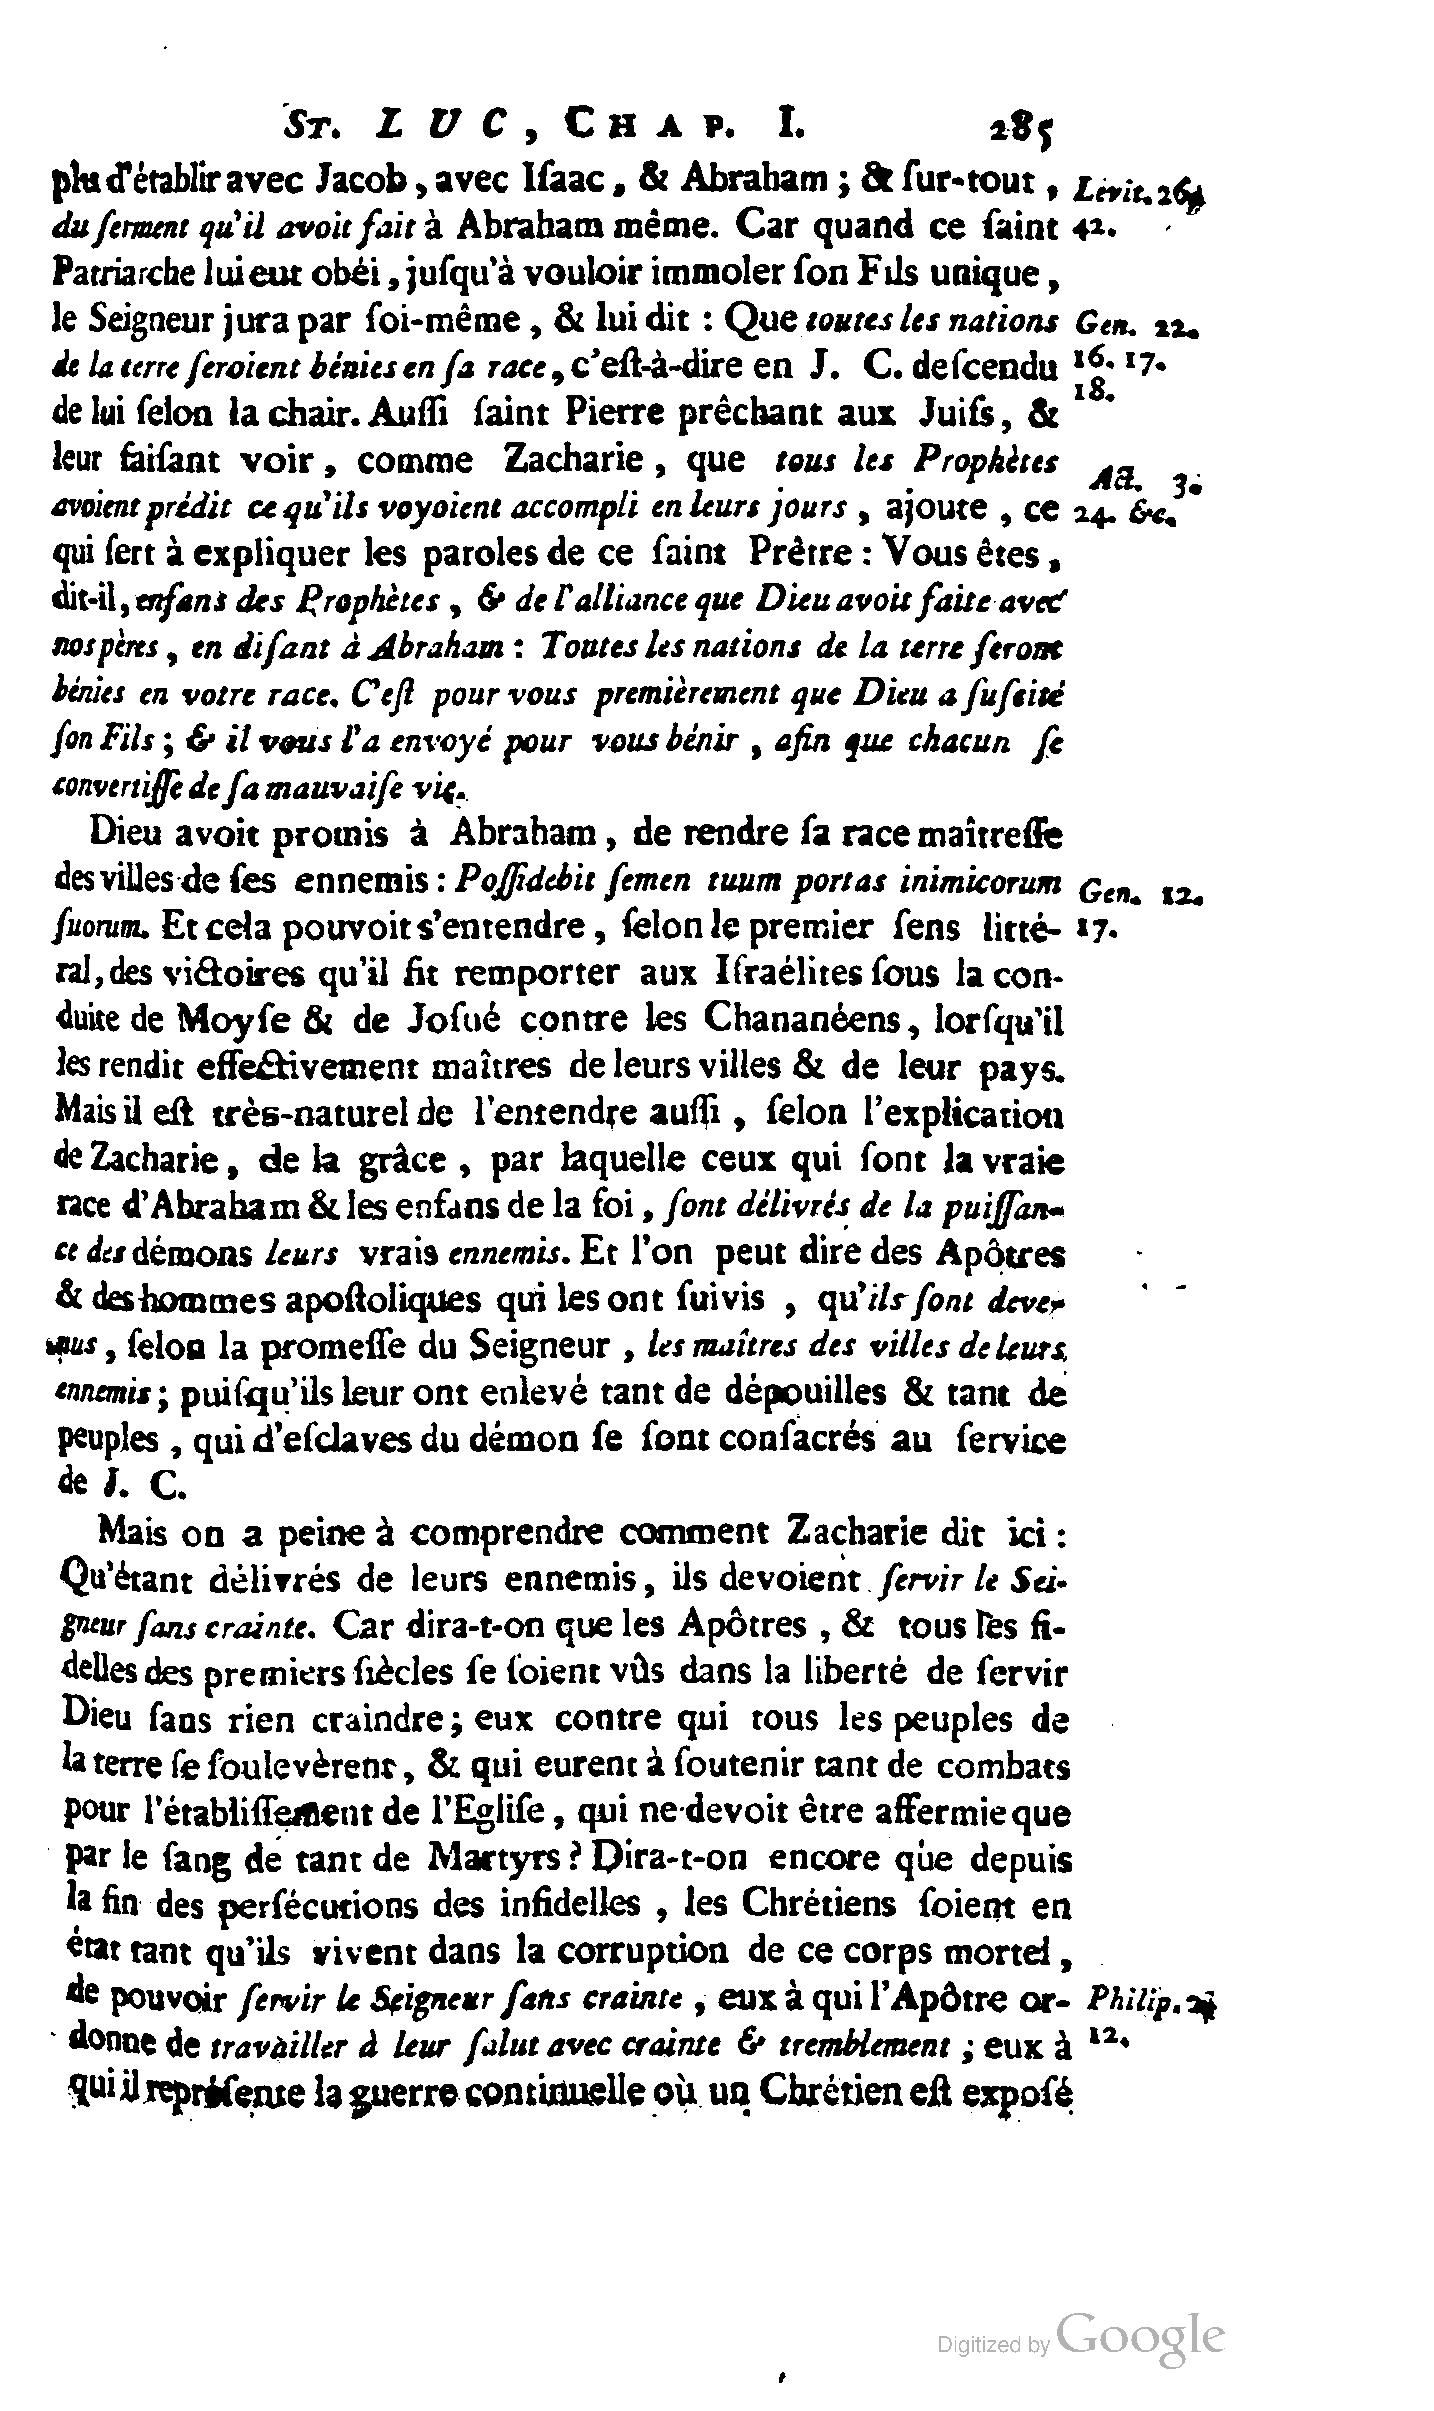 ST. LUC, CHAP. I. 285
plu d'établir avec Jacob, avec Iſaac, & Abraham; & ſur-tout,
du ſerment qu'il avoit fait à Abraham même. Car quand ce ſaint
Patriarche lui eut obéi, juſqu'à vouloir immoler ſon Fils unique,
le Seigneur jura par ſoi-même, & lui dit : Que toutes les nations
de la terre ſeroient bénies en ſa race, c'eſt-à-dire en J. C. deſcendu
de lui ſelon la chair. Auſſi ſaint Pierre prêchant aux Juifs, &
leur faiſant voir, comme Zacharie, que tous les Prophètes
avoient prédit ce qu'ils voyoient accompli en leurs jours, ajoute, ce
qui ſert à expliquer les paroles de ce ſaint Prêtre : Vous êtes,
dit-il, enfans des Prophètes, & de l'alliance que Dieu avoit faite avec
nos pères, en diſant à Abraham : Toutes les nations de la terre ſeront
bénies en votre race. C'eſt pour vous premièrement que Dieu a ſuſcité
ſon Fils; & il vous l'a envoyé pour vous bénir, afin que chacun ſe
convertiſſe de ſa mauvaiſe vie.
Dieu avoit promis à Abraham, de rendre ſa race maîtreſſe
des villes de ſes ennemis : Poſſidebit ſemen tuum portas inimicorum
ſuorum. Et cela pouvoit s'entendre, ſelon le premier ſens litté-
ral, des victoires qu'il fit remporter aux Iſraélites ſous la con-
duite de Moyſe & de Joſué contre les Chananéens, lorſqu'il
les rendit effectivement maîtres de leurs villes & de leur pays.
Mais il eſt très-naturel de l'entendre auſſi, ſelon l'explication
de Zacharie, de la grâce, par laquelle ceux qui ſont la vraie
race d'Abraham & les enfans de la foi, ſont délivrés de la puiſſan-
ce des démons leurs vrais ennemis. Et l'on peut dire des Apôtres
& des hommes apoſtoliques qui les ont ſuivis, qu'ils ſont deve-
nus, ſelon la promeſſe du Seigneur, les maîtres des villes de leurs
ennemis; puiſqu'ils leur ont enlevé tant de dépouilles & tant de
peuples, qui d'eſclaves du démon ſe ſont conſacrés au ſervice
de J. C.
Mais on a peine à comprendre comment Zacharie dit ici :
Qu'étant délivrés de leurs ennemis, ils devoient ſervir le Sei-
gneur ſans crainte. Car dira-t-on que les Apôtres, & tous les fi-
delles des premiers ſiècles ſe ſoient vûs dans la liberté de ſervir
Dieu ſans rien craindre; eux contre qui tous les peuples de
la terre ſe ſoulevèrent, & qui eurent à ſoutenir tant de combats
pour l'établiſſement de l'Egliſe, qui ne devoit être affermie que
par le ſang de tant de Martyrs? Dira-t-on encore que depuis
la fin des perſécutions des infidelles, les Chrétiens ſoient en
état tant qu'ils vivent dans la corruption de ce corps mortel,
de pouvoir ſervir le Seigneur ſans crainte, eux à qui l'Apôtre or-
donne de travailler à leur ſalut avec crainte & tremblement; eux à
qui il repréſente la guerre continuelle où un Chrétien eſt expoſé
Lévit. 26.
42.
Gen. 22.
16. 17.
18.
Act. 3.
24. &c.
Gen. 12.
17.
Philip. 2.
12.
Digitized by Google